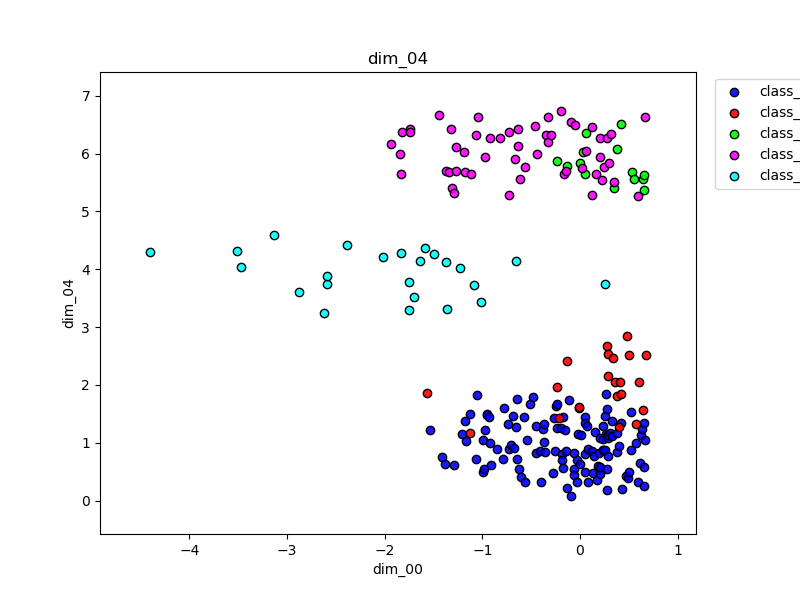 dim_04
7
6
5
4
3
2
1
0
dim_04
−4
−3
−2
−1
0
1
dim_00
class_
class_
class_
class_
class_